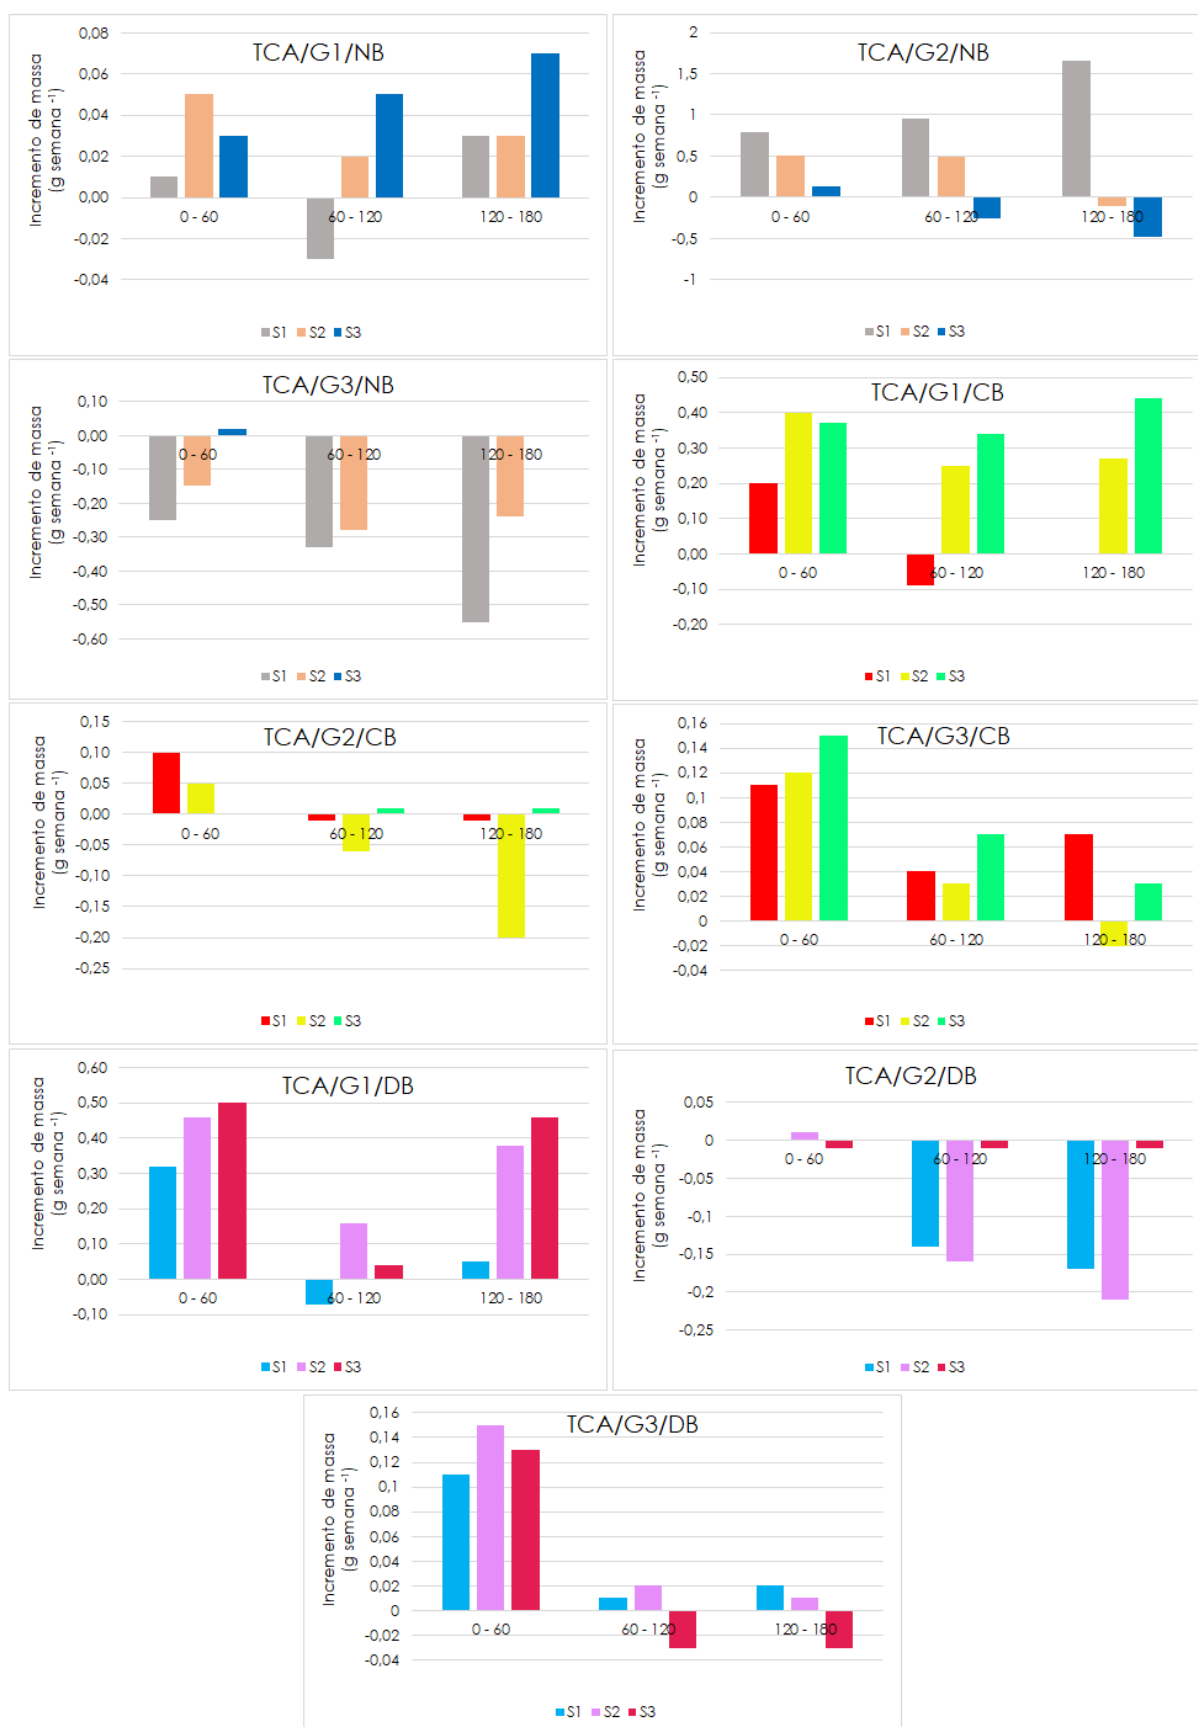 TCA/G1/NB
Incremento de massa
(g semana ⁻¹)
0,08
0,06
0,04
0,02
0,00
-0,02
-0,04
0 - 60
60 - 120
120 - 180
S1 S2 S3
TCA/G2/NB
Incremento de massa
(g semana ⁻¹)
2
1,5
1
0,5
0
-0,5
-1
0 - 60
60 - 120
120 - 180
S1 S2 S3
TCA/G3/NB
Incremento de massa
(g semana ⁻¹)
0,10
0,00
-0,10
-0,20
-0,30
-0,40
-0,50
-0,60
0 - 60
60 - 120
120 - 180
S1 S2 S3
TCA/G1/CB
Incremento de massa
(g semana ⁻¹)
0,50
0,40
0,30
0,20
0,10
0,00
-0,10
-0,20
0 - 60
60 - 120
120 - 180
S1 S2 S3
TCA/G2/CB
Incremento de massa
(g semana ⁻¹)
0,15
0,10
0,05
0,00
-0,05
-0,10
-0,15
-0,20
-0,25
0 - 60
60 - 120
120 - 180
S1 S2 S3
TCA/G3/CB
Incremento de massa
(g semana ⁻¹)
0,16
0,14
0,12
0,1
0,08
0,06
0,04
0,02
0
-0,02
-0,04
0 - 60
60 - 120
120 - 180
S1 S2 S3
TCA/G1/DB
Incremento de massa
(g semana ⁻¹)
0,60
0,50
0,40
0,30
0,20
0,10
0,00
-0,10
0 - 60
60 - 120
120 - 180
S1 S2 S3
TCA/G2/DB
Incremento de massa
(g semana ⁻¹)
0,05
0
-0,05
-0,1
-0,15
-0,2
-0,25
0 - 60
60 - 120
120 - 180
S1 S2 S3
TCA/G3/DB
Incremento de massa
(g semana ⁻¹)
0,16
0,14
0,12
0,1
0,08
0,06
0,04
0,02
0
-0,02
-0,04
0 - 60
60 - 120
120 - 180
S1 S2 S3